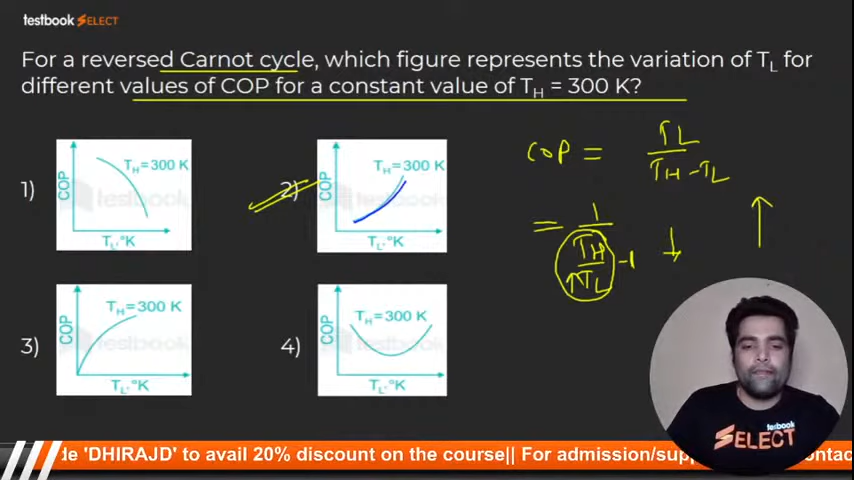 testbook SELECT
For a reversed Carnot cycle, which figure represents the variation of TL for
different values of COP for a constant value of TH = 300 K?
1)
COP
TH= 300 K
TL, °K
2)
COP
TH= 300 K
TL, °K
3)
COP
TH= 300 K
TL, °K
4)
COP
TH= 300 K
TL, °K
COP = TL
TH - TL
= 1
TH - 1
TL
testbook
SELECT
de 'DHIRAJD' to avail 20% discount on the course|| For admission/sup
ontac